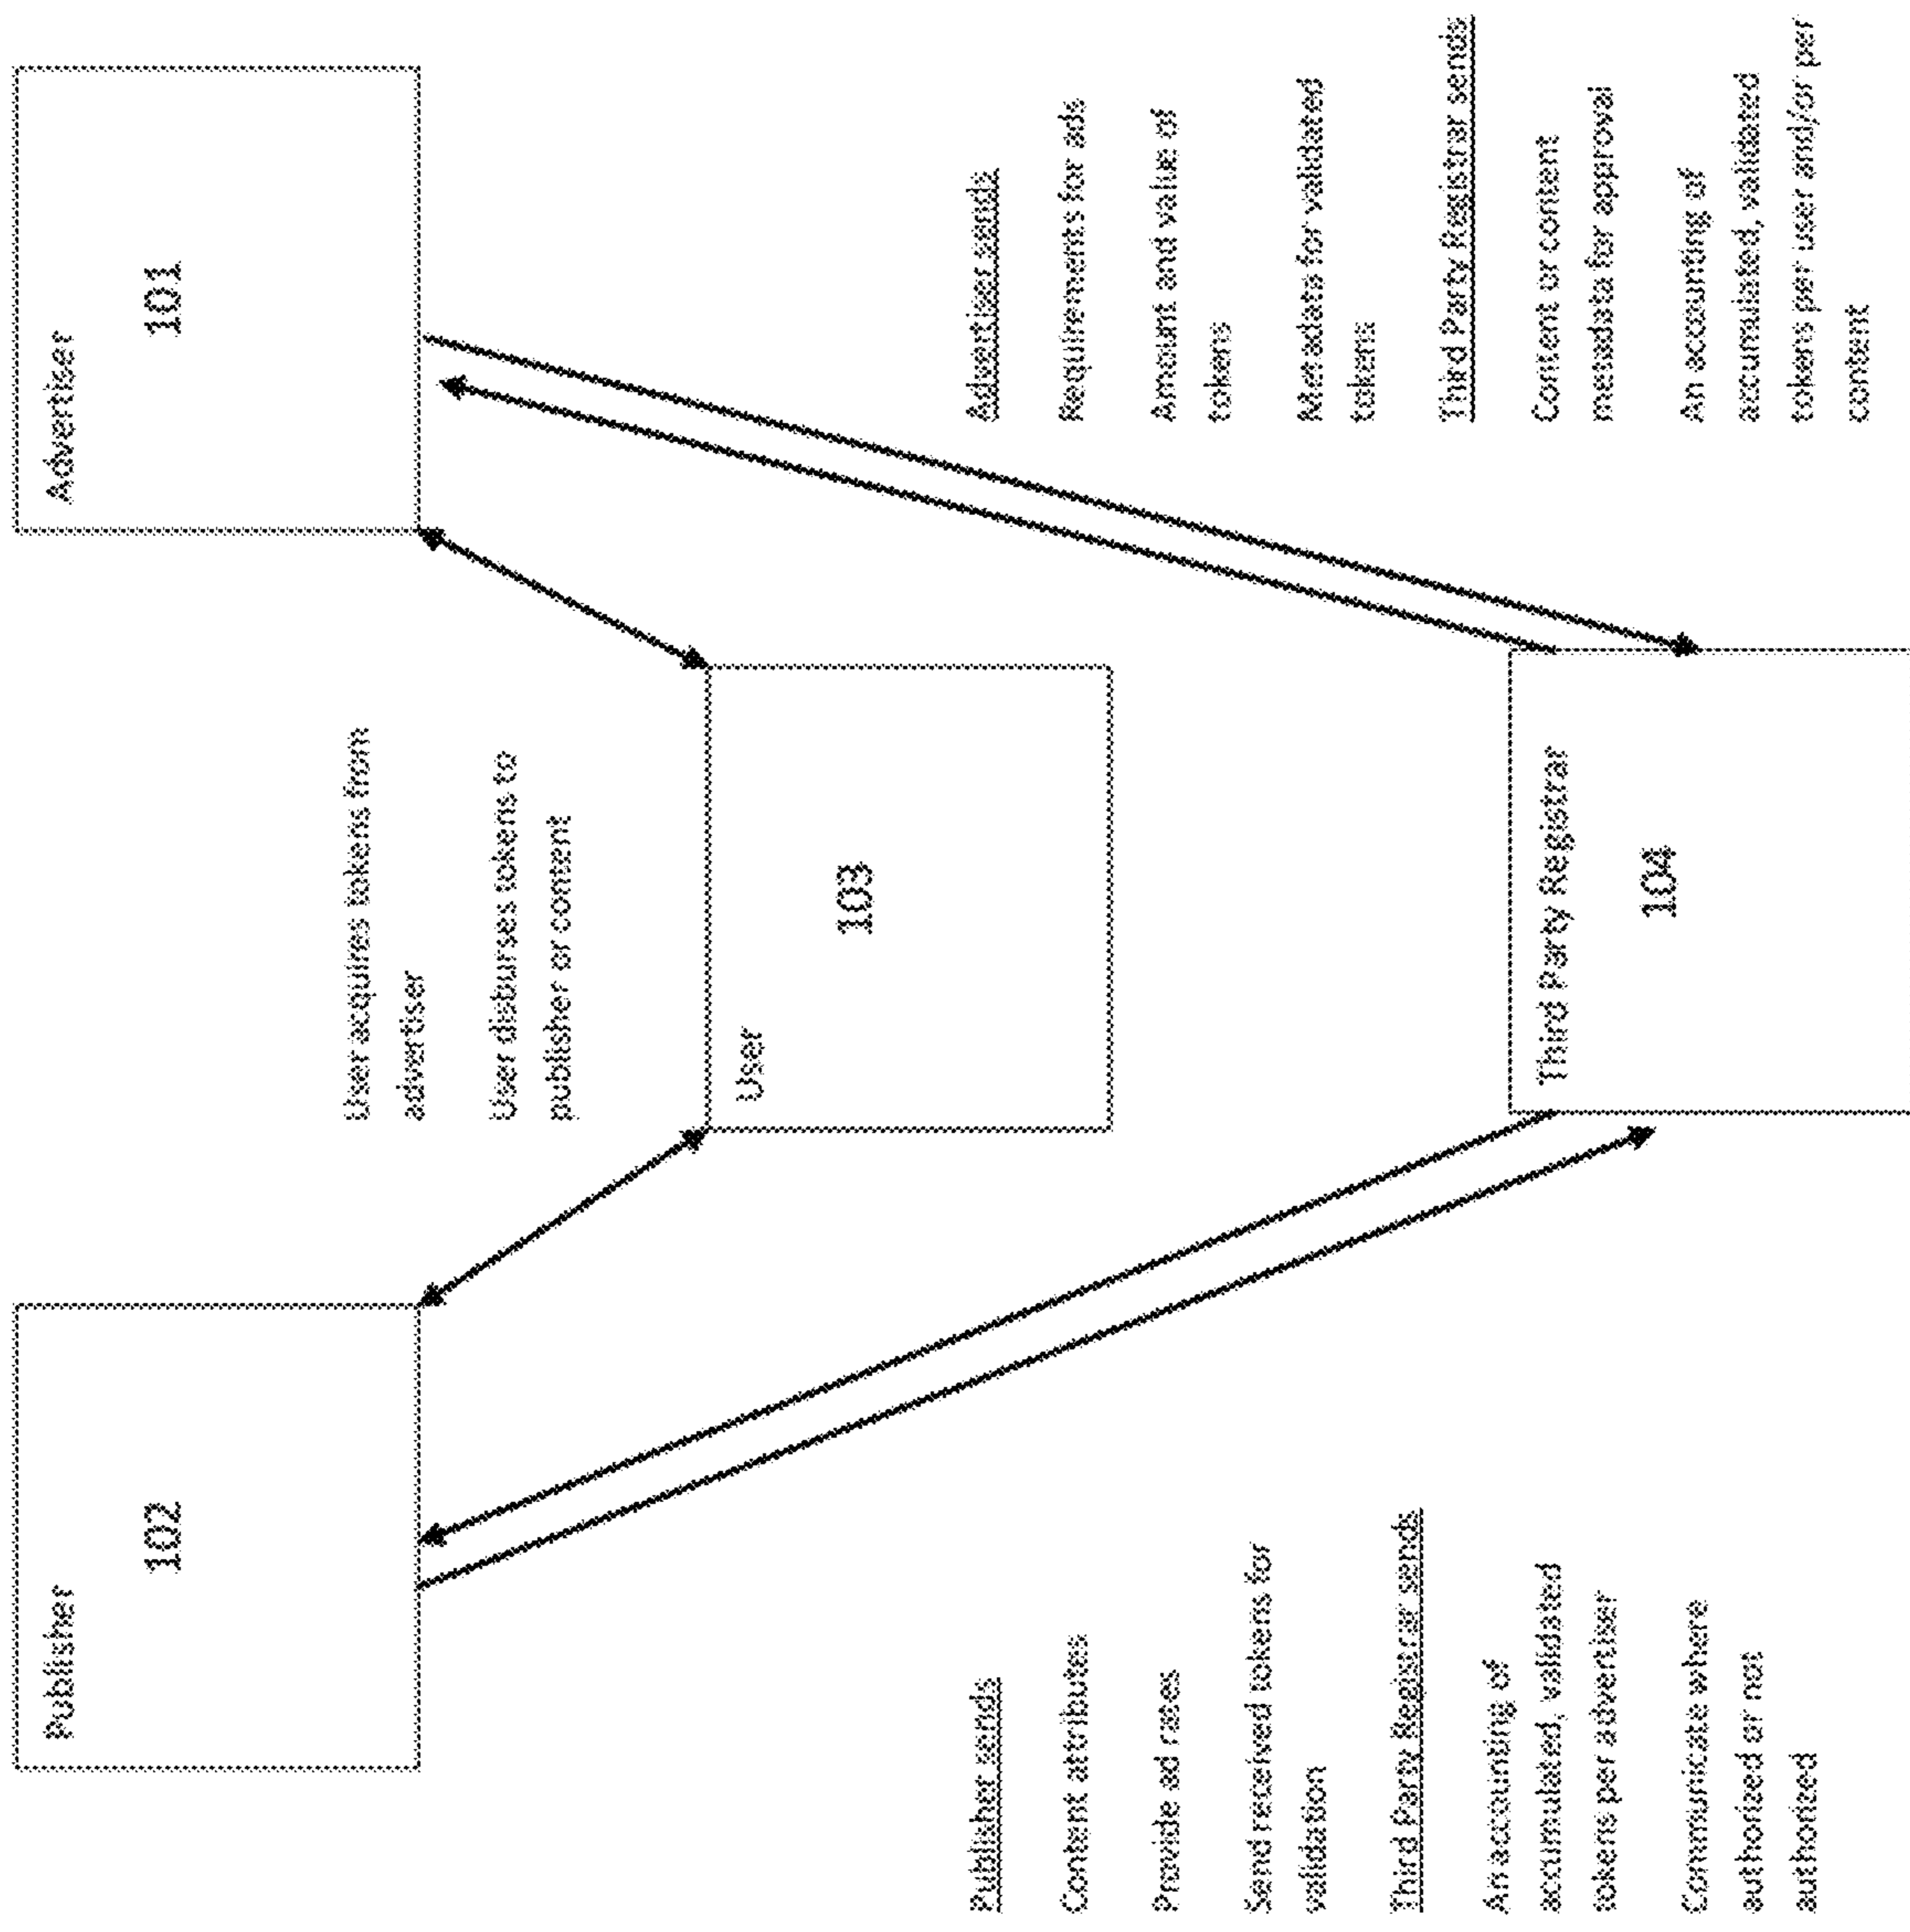 Publisher
102
Advertiser
101
User acquires tokens from
advertiser
User disburses tokens to
publisher or content
User
103
Publisher sends
Content attributes
Provide ad rates
Send received tokens for
validation
Third Party Registrar sends
An accounting of
accumulated, validated
tokens per advertiser
Communicate where
authorized or not
authorized
Third Party Registrar
104
Advertiser sends
Requirements for ads
Amount and value of
tokens
Metadata for validated
tokens
Third Party Registrar sends
Content or content
metadata for approval
An accounting of
accumulated, validated
tokens per user and/or per
content